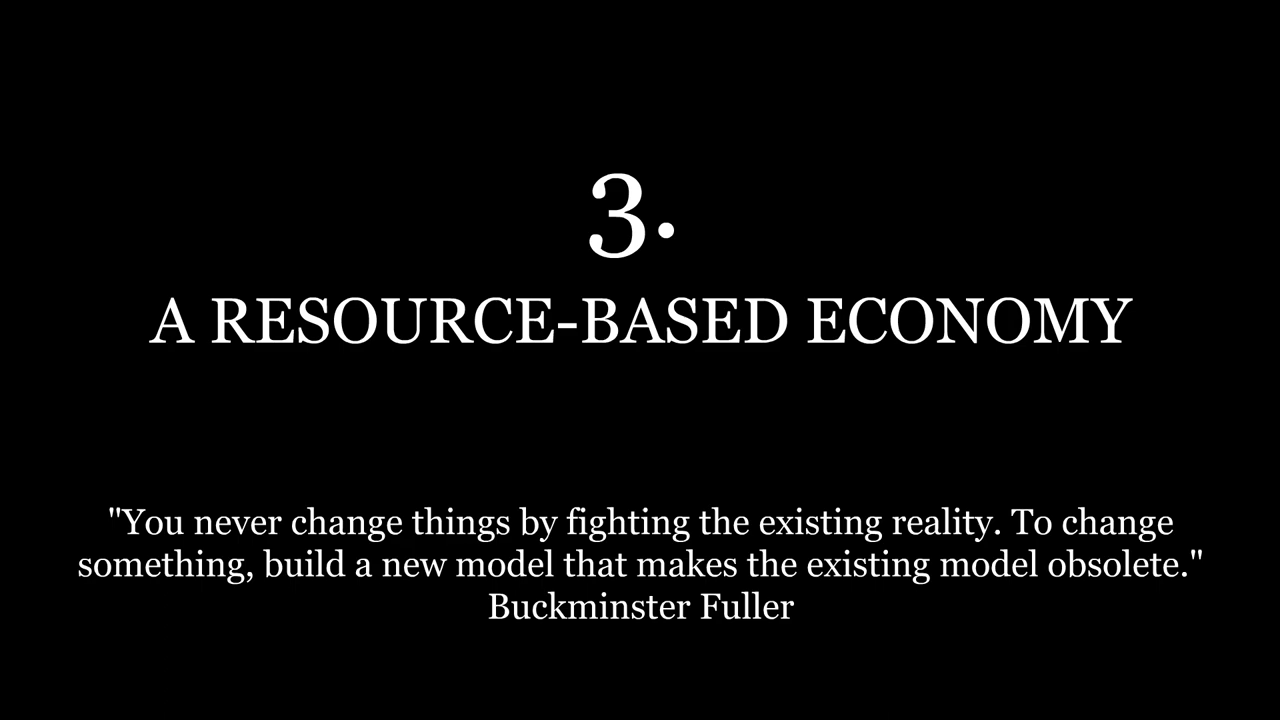 3.
A RESOURCE-BASED ECONOMY
"You never change things by fighting the existing reality. To change
something, build a new model that makes the existing model obsolete."
Buckminster Fuller